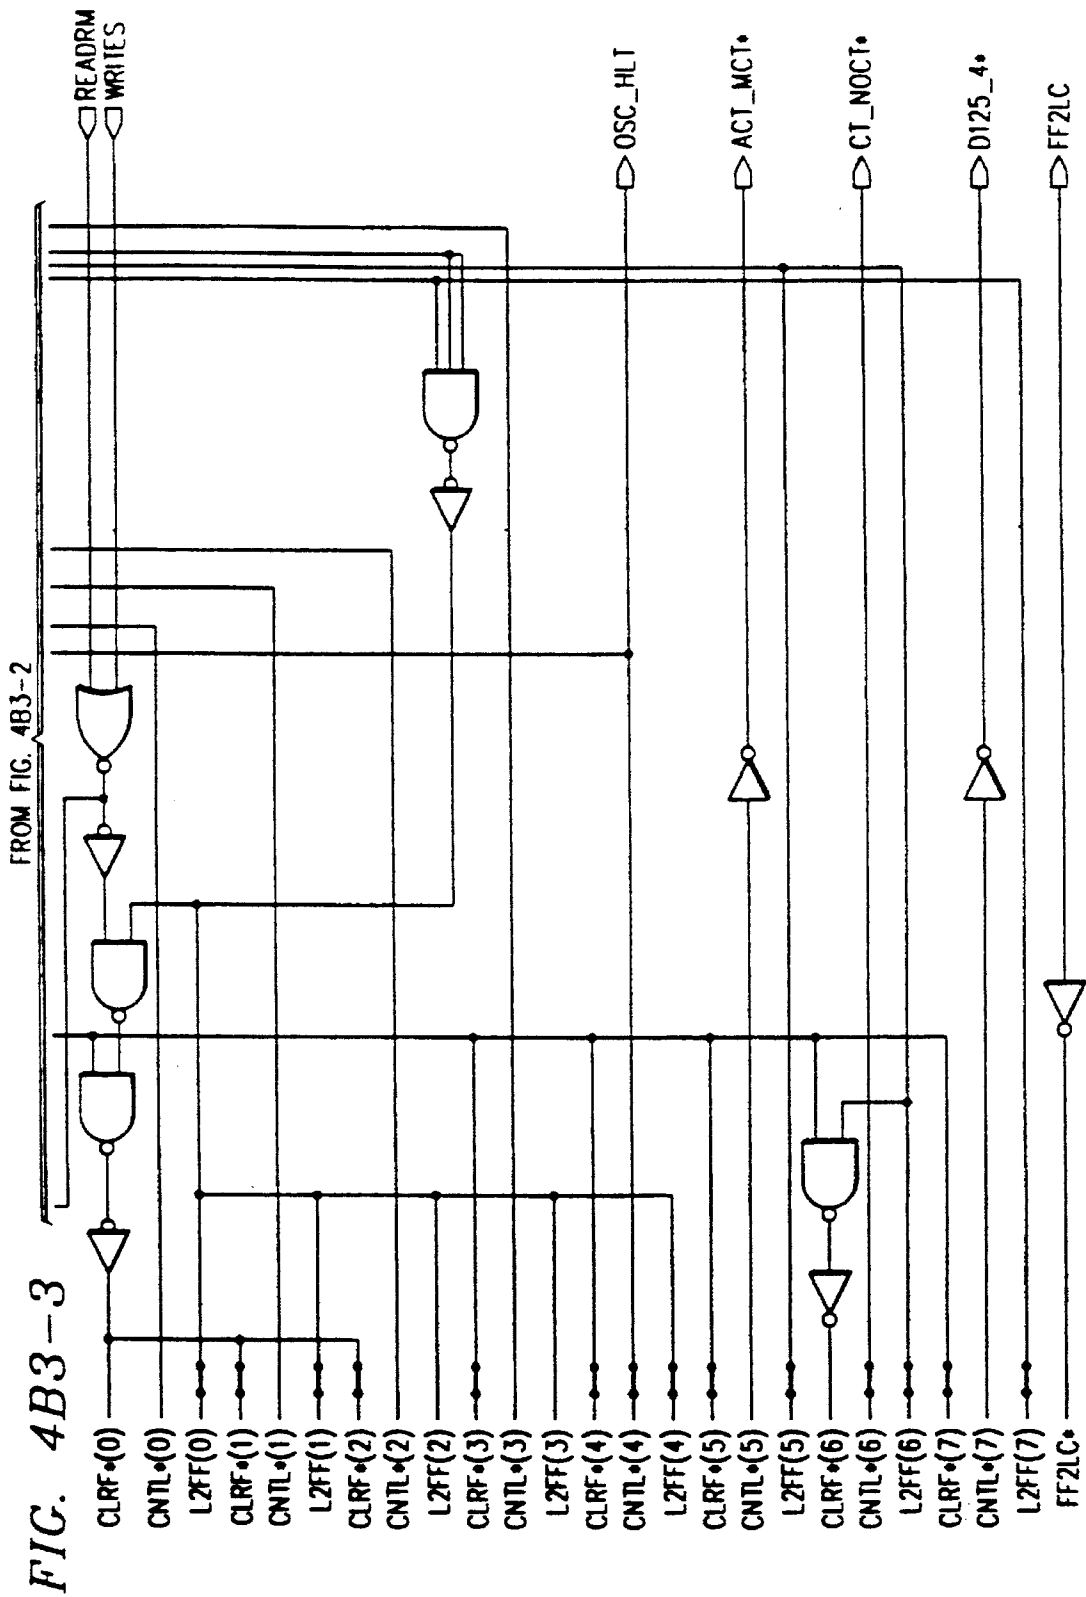 FIG. 4B3-3
FROM FIG. 4B3-2
READRM
WRITES
OSC_HLT
ACT_MCT*
CT_NOCT*
D125_4*
FF2LC
CLRF*(0)
CNTL*(0)
L2FF(0)
CLRF*(1)
CNTL*(1)
L2FF(1)
CLRF*(2)
CNTL*(2)
L2FF(2)
CLRF*(3)
CNTL*(3)
L2FF(3)
CLRF*(4)
CNTL*(4)
L2FF(4)
CLRF*(5)
CNTL*(5)
L2FF(5)
CLRF*(6)
CNTL*(6)
L2FF(6)
CLRF*(7)
CNTL*(7)
L2FF(7)
FF2LC*